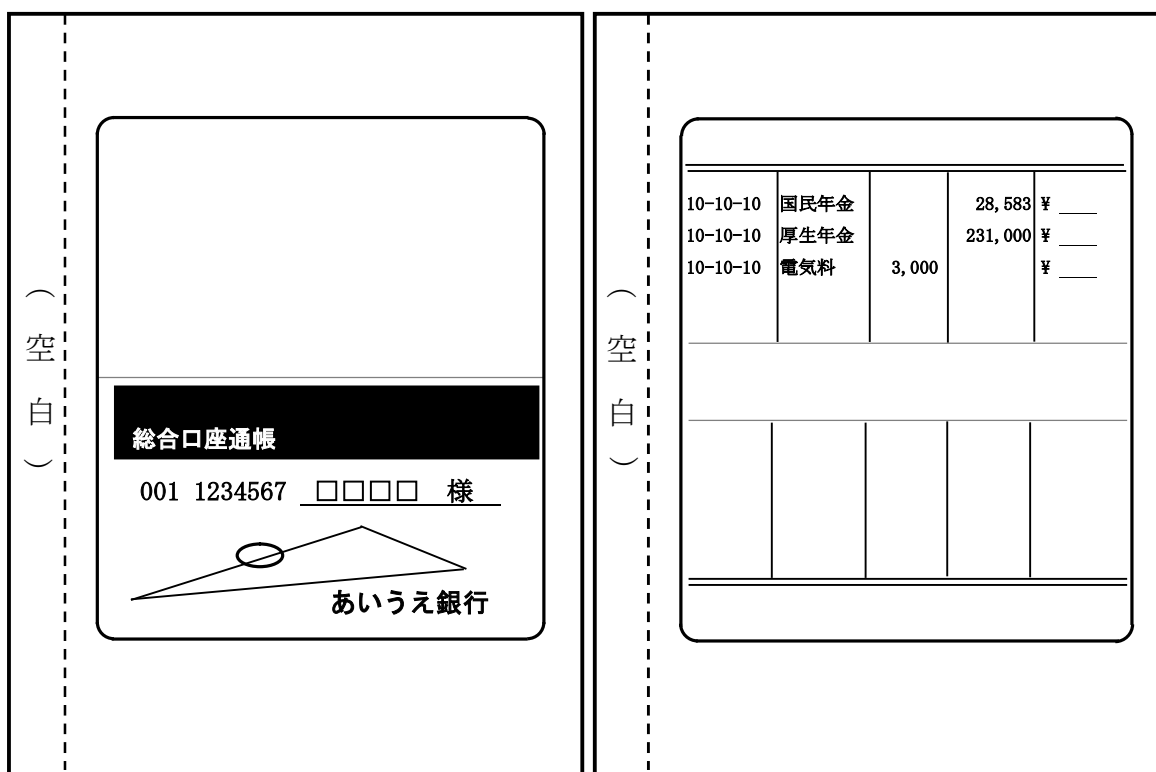 （空白）
総合口座通帳
001 1234567 □□□□ 様
あいうえ銀行
（空白）
10-10-10 国民年金 28,583 ¥
10-10-10 厚生年金 231,000 ¥
10-10-10 電気料 3,000 ¥